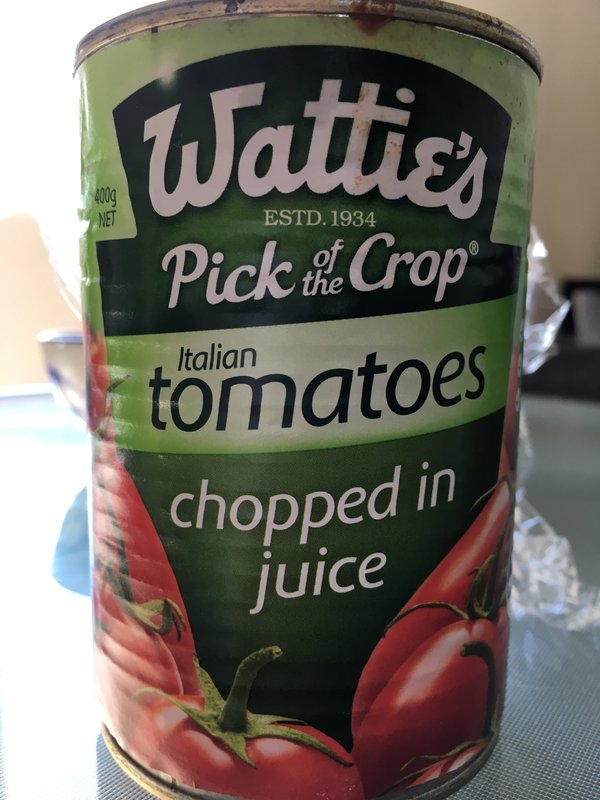 Wattie's
400g
NET
ESTD. 1934
Pick of the Crop®
Italian
tomatoes
chopped in
juice